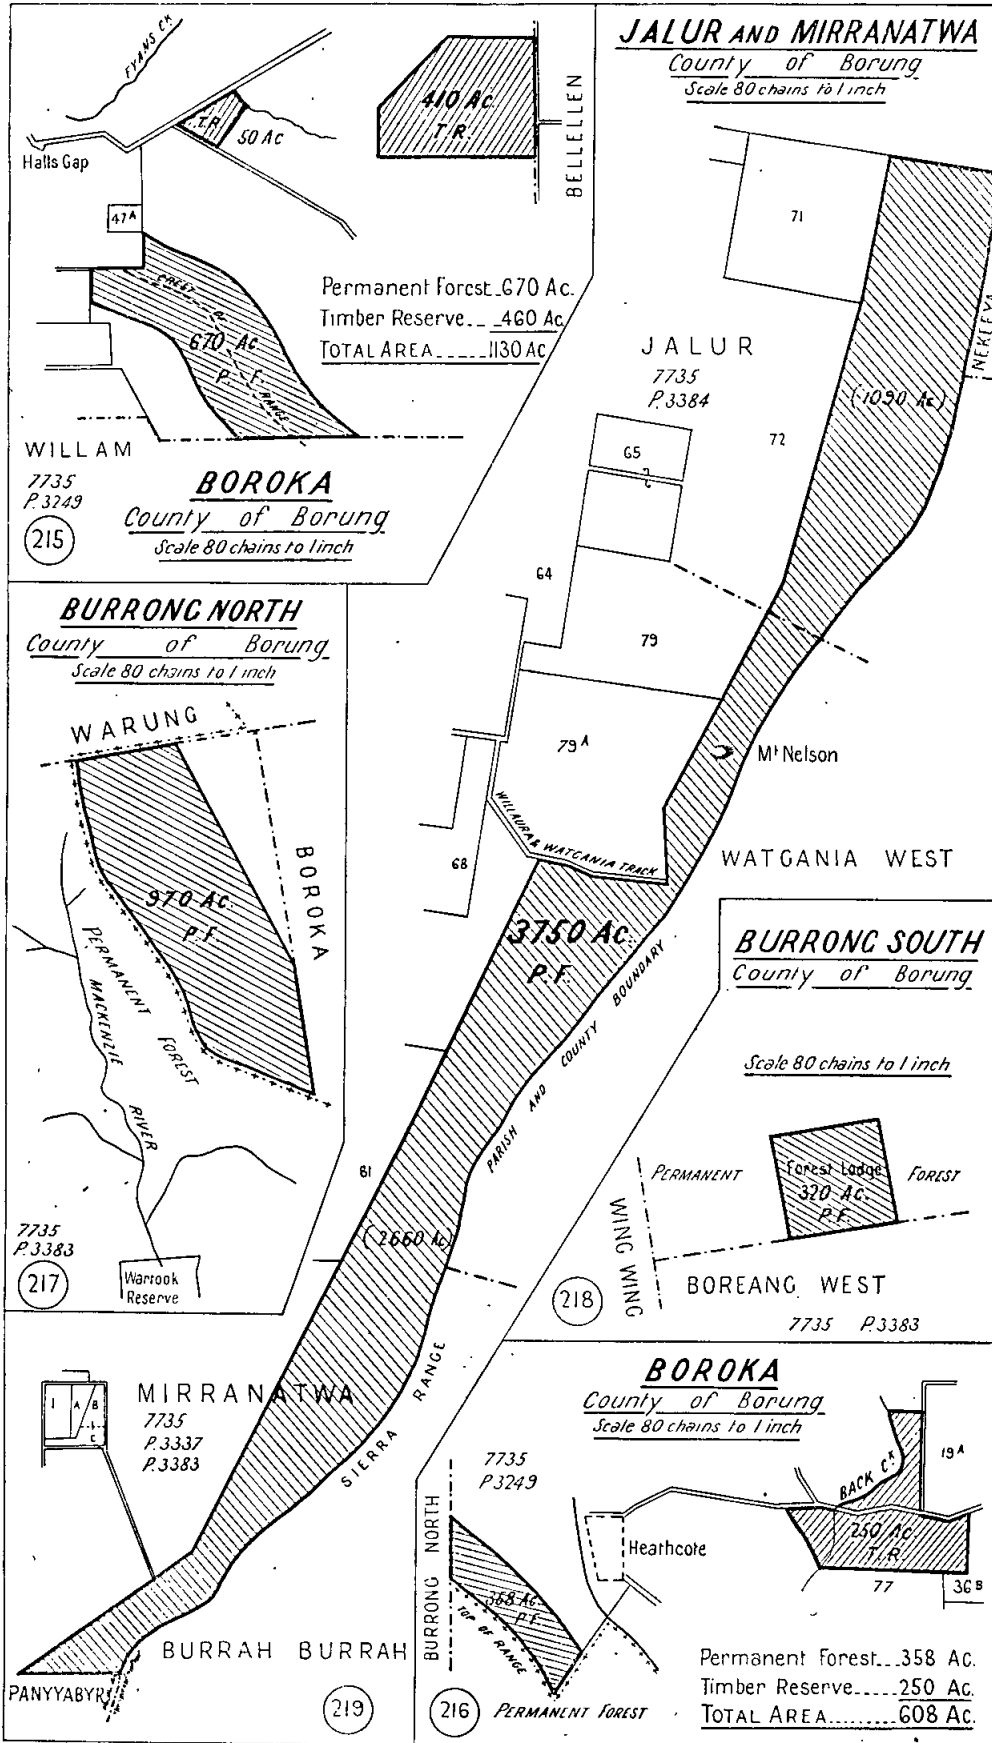 FYANS CK
Halls Gap
T.R.
50 Ac
410 Ac.
T.R.
BELLELLEN
47A
CREST OF RANGE
670 Ac
P. F.
Permanent Forest 670 Ac.
Timber Reserve 460 Ac.
TOTAL AREA 1130 Ac
WILLAM
7735
P.3249
215
BOROKA
County of Borung
Scale 80 chains to 1 inch
JALUR AND MIRRANATWA
County of Borung
Scale 80 chains to 1 inch
71
NEKEEYA
JALUR
7735
P.3384
(1090 Ac)
72
65
64
79
79A
Mt Nelson
WILLAURA & WATGANIA TRACK
68
WATGANIA WEST
3750 Ac.
P.F.
PARISH AND COUNTY BOUNDARY
81
(2660 Ac)
SIERRA RANGE
MIRRANATWA
7735
P.3337
P.3383
1
A
B
C
BURRAH BURRAH
PANYYABYR
219
BURRONG NORTH
County of Borung
Scale 80 chains to 1 inch
WARUNG
BOROKA
970 Ac.
P.F.
PERMANENT FOREST
MACKENZIE RIVER
7735
P.3383
217
Warrook
Reserve
BURRONG SOUTH
County of Borung
Scale 80 chains to 1 inch
PERMANENT FOREST
Forest Lodge
320 Ac.
P.F.
WING WING
218
BOREANG WEST
7735 P.3383
BOROKA
County of Borung
Scale 80 chains to 1 inch
7735
P.3249
BACK CK
19A
BURRONG NORTH
Heathcote
250 Ac
T.R.
77
36B
358 Ac.
P.F.
TOP OF RANGE
216
PERMANENT FOREST
Permanent Forest 358 Ac.
Timber Reserve 250 Ac.
TOTAL AREA 608 Ac.